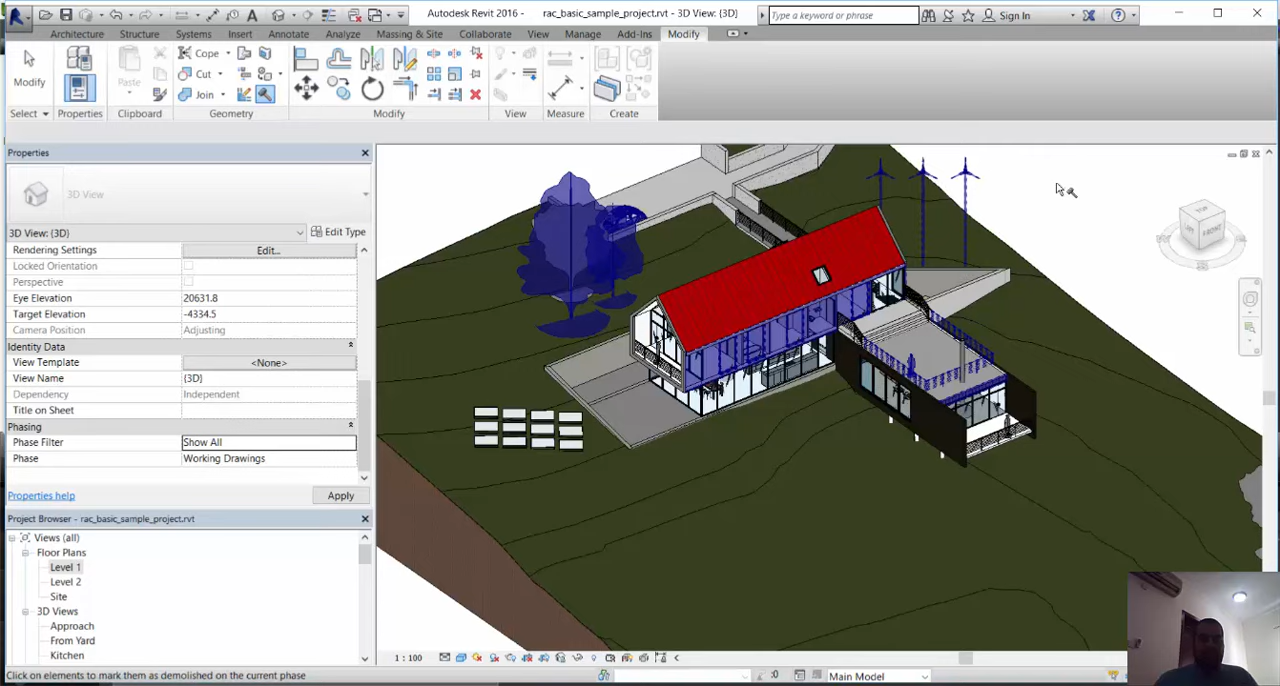 Autodesk Revit 2016 - rac_basic_sample_project.rvt - 3D View: {3D}
Type a keyword or phrase
Sign In
Architecture Structure Systems Insert Annotate Analyze Massing & Site Collaborate View Manage Add-Ins Modify
Modify Paste Cope
Cut
Join
Select Properties Clipboard Geometry Modify View Measure Create
Properties
3D View
3D View: {3D} Edit Type
Rendering Settings Edit...
Locked Orientation
Perspective
Eye Elevation 20631.8
Target Elevation -4334.5
Camera Position Adjusting
Identity Data
View Template <None>
View Name {3D}
Dependency Independent
Title on Sheet
Phasing
Phase Filter Show All
Phase Working Drawings
Properties help Apply
Project Browser - rac_basic_sample_project.rvt
Views (all)
Floor Plans
Level 1
Level 2
Site
3D Views
Approach
From Yard
Kitchen
FRONT
1 : 100
Click on elements to mark them as demolished on the current phase
:0 Main Model